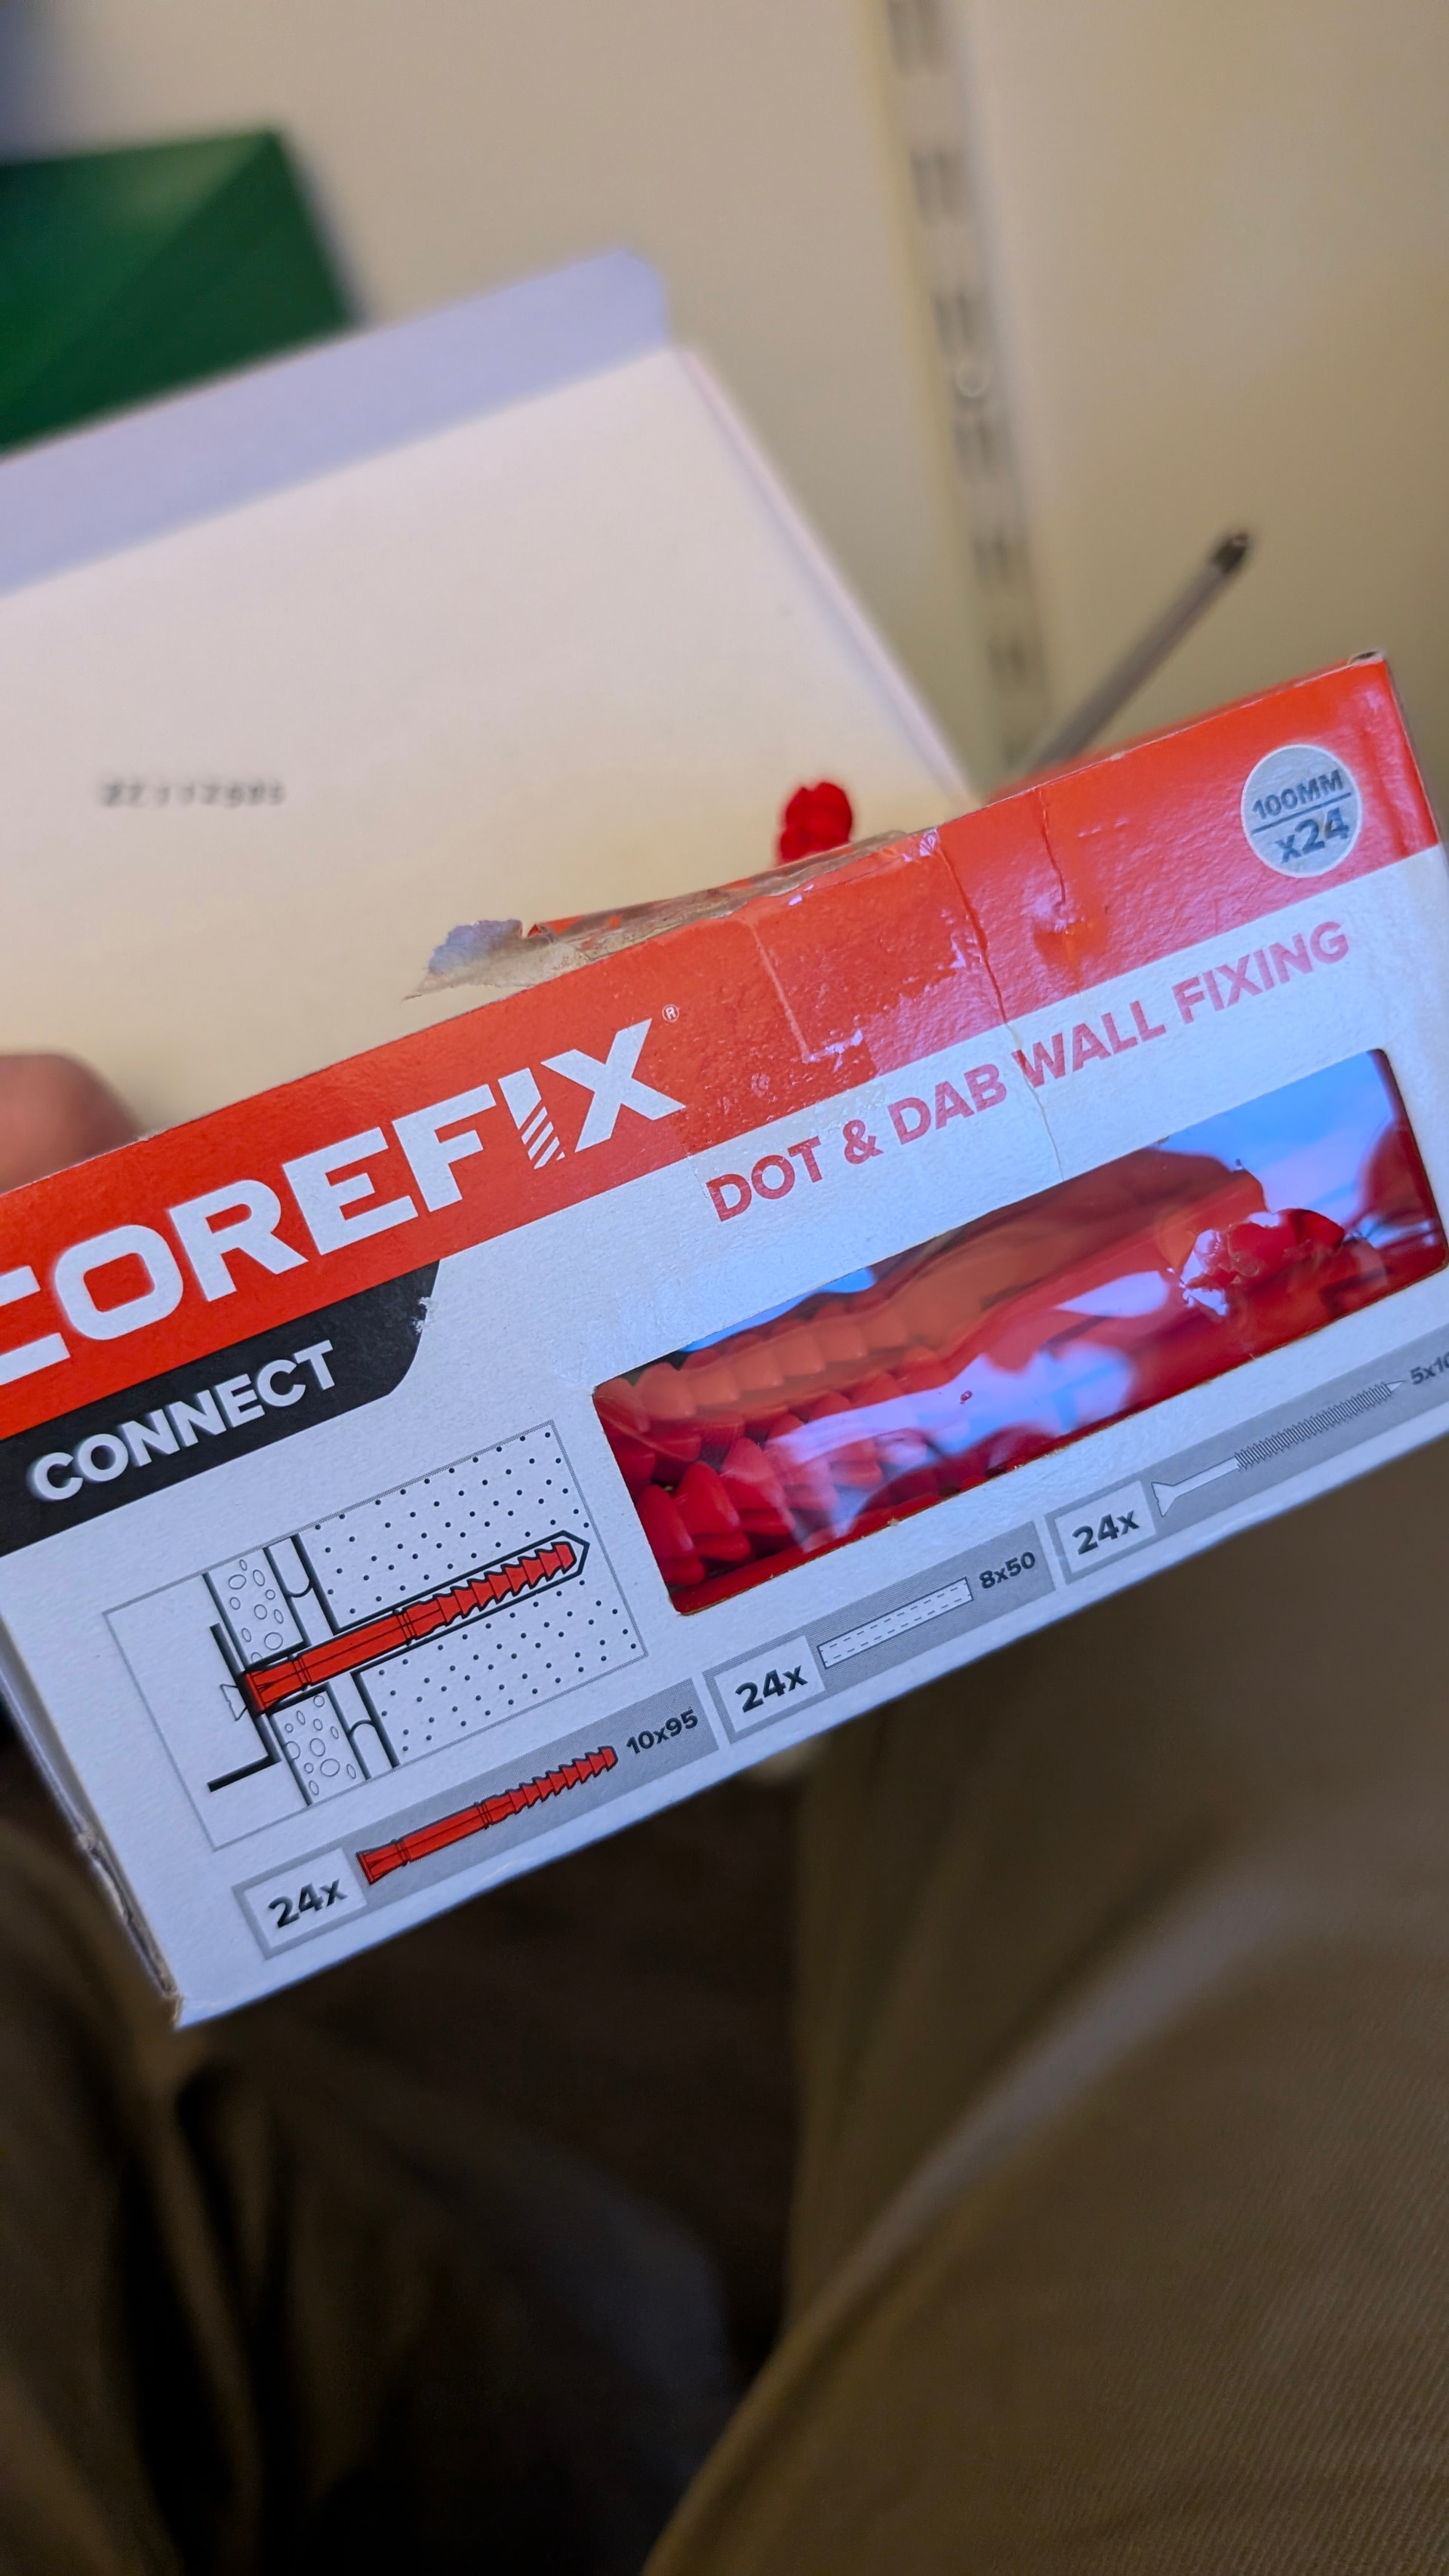 100MM
x24
COREFIX®
DOT & DAB WALL FIXING
CONNECT
24x 10x95
24x 8x50
24x